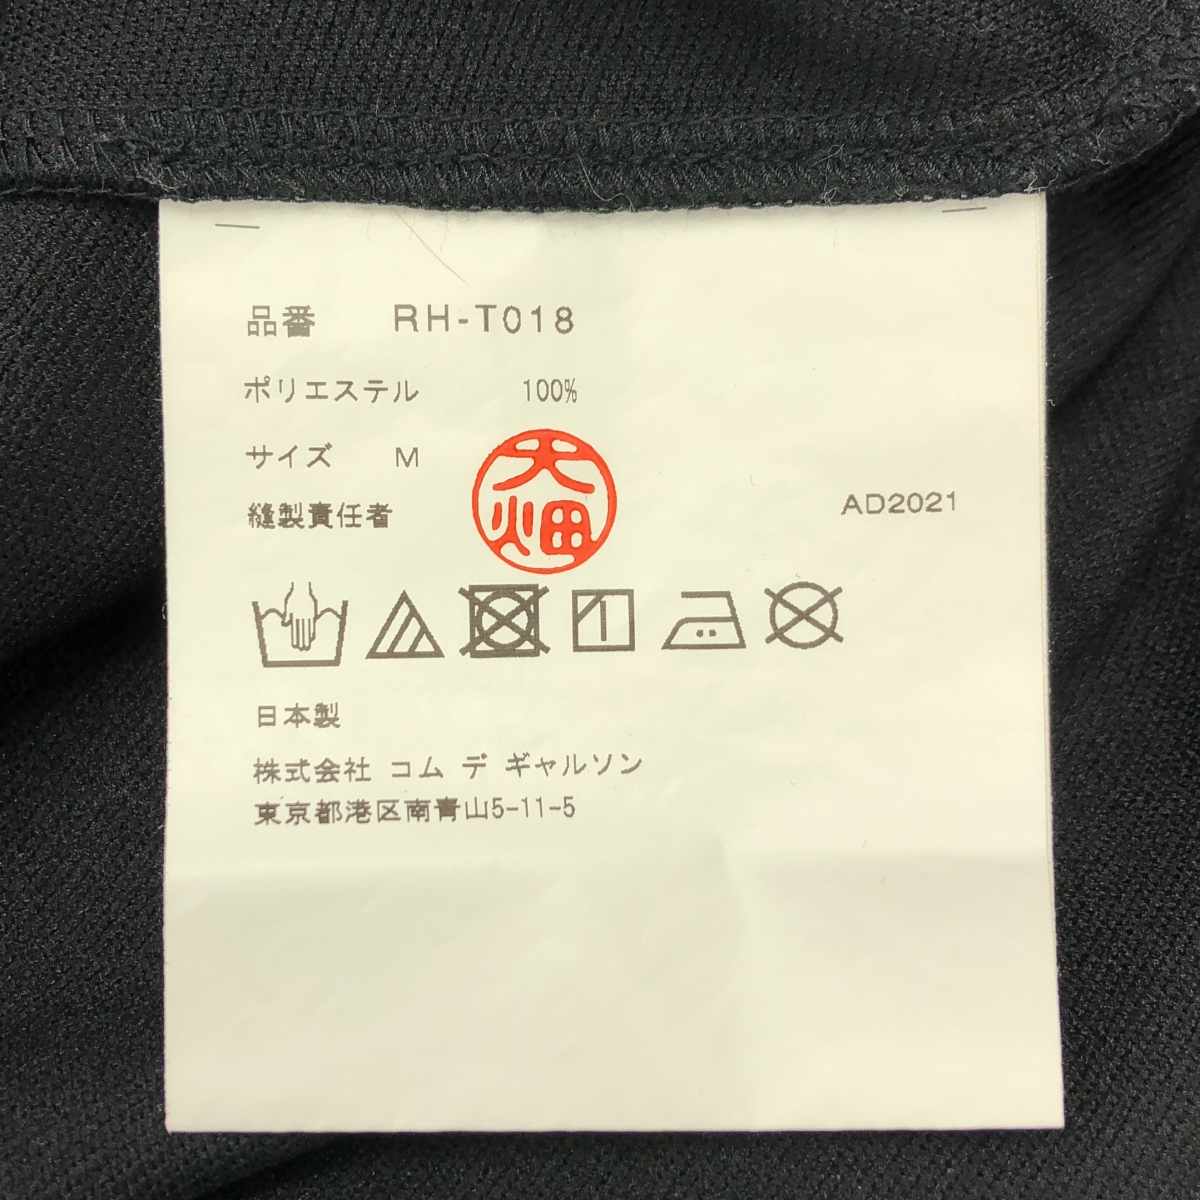 品番 RH-T018
ポリエステル 100%
サイズ M
縫製責任者 大畑 AD2021
日本製
株式会社 コム デ ギャルソン
東京都港区南青山5-11-5